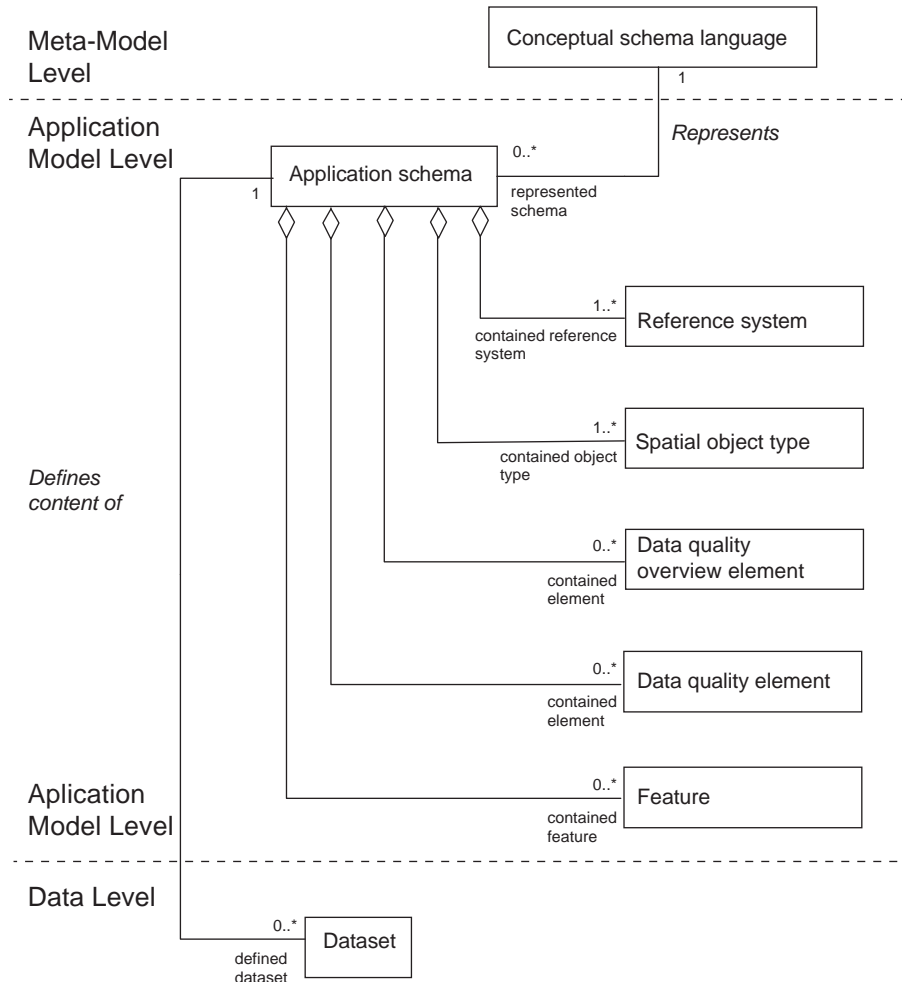 Meta-Model
Level
Conceptual schema language
1
Application
Model Level
Represents
0..*
Application schema
1
represented
schema
1..*
Reference system
contained reference
system
1..*
Spatial object type
contained object
type
Defines
content of
0..*
Data quality
overview element
contained
element
0..*
Data quality element
contained
element
Aplication
Model Level
0..*
Feature
contained
feature
Data Level
0..*
Dataset
defined
dataset